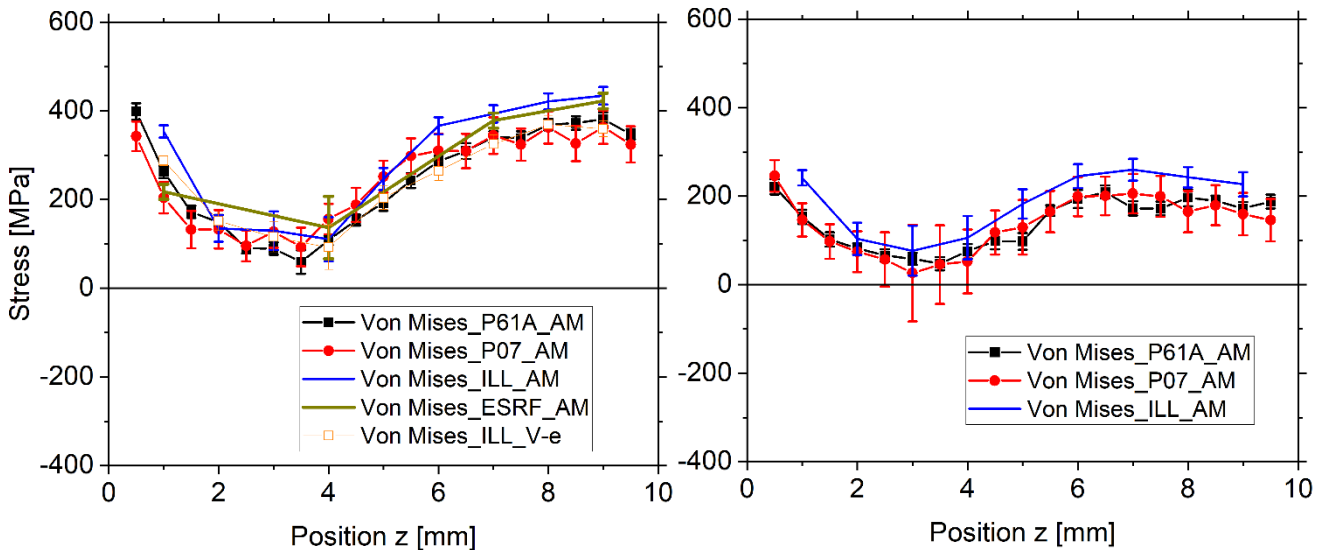 Stress [MPa]
600
400
200
0
-200
-400
0 2 4 6 8 10
Position z [mm]
Von Mises_P61A_AM
Von Mises_P07_AM
Von Mises_ILL_AM
Von Mises_ESRF_AM
Von Mises_ILL_V-e
600
400
200
0
-200
-400
0 2 4 6 8 10
Position z [mm]
Von Mises_P61A_AM
Von Mises_P07_AM
Von Mises_ILL_AM